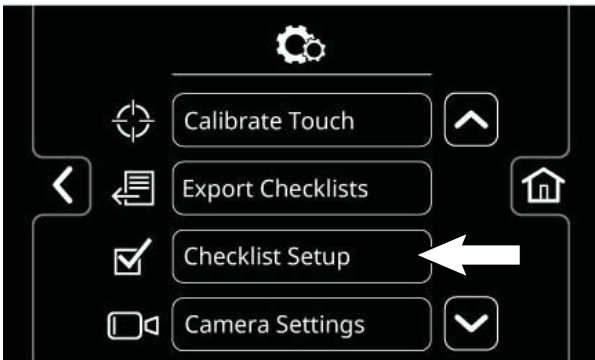 Calibrate Touch
Export Checklists
Checklist Setup
Camera Settings